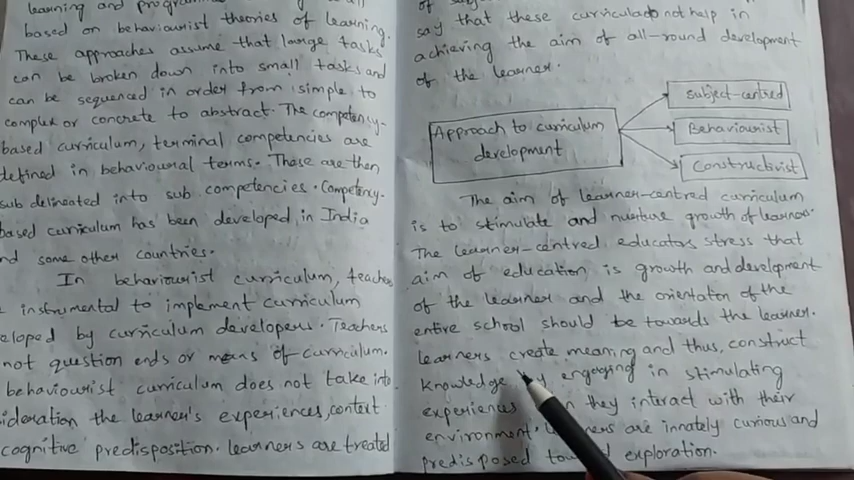 learning and
based on behaviourist theories of learning.
These approaches assume that large tasks
can be broken down into small tasks and
can be sequenced in order from simple to
complex or concrete to abstract. The competency-
based curriculum, terminal competencies are
defined in behavioural terms. These are then
sub delineated into sub competencies. Competency-
based curriculum has been developed, in India
nd some other countries.
In behaviourist curriculum, teache
instrumental to implement curriculum
eloped by curriculum developers. Teachers
not question ends or means of curriculum.
behaviourist curriculum does not take into
ideration the learner's experiences, context
cognitive predisposition. learners are treated
say that these curricula do not help in
achieving the aim of all-round development
of the learner.
Approach to curriculum
development
Subject-centred
Behaviourist
Constructivist
The aim of learner-centred curriculum
is to stimulate and nurture growth of learner.
The learner-centred educators stress that
aim of education is growth and development
of the learner and the orientation of the
entire school should be towards the learner.
learners create meaning and thus, construct
knowledge engaging in stimulating
experiences they interact with their
environment. are innately curious and
predisposed exploration.